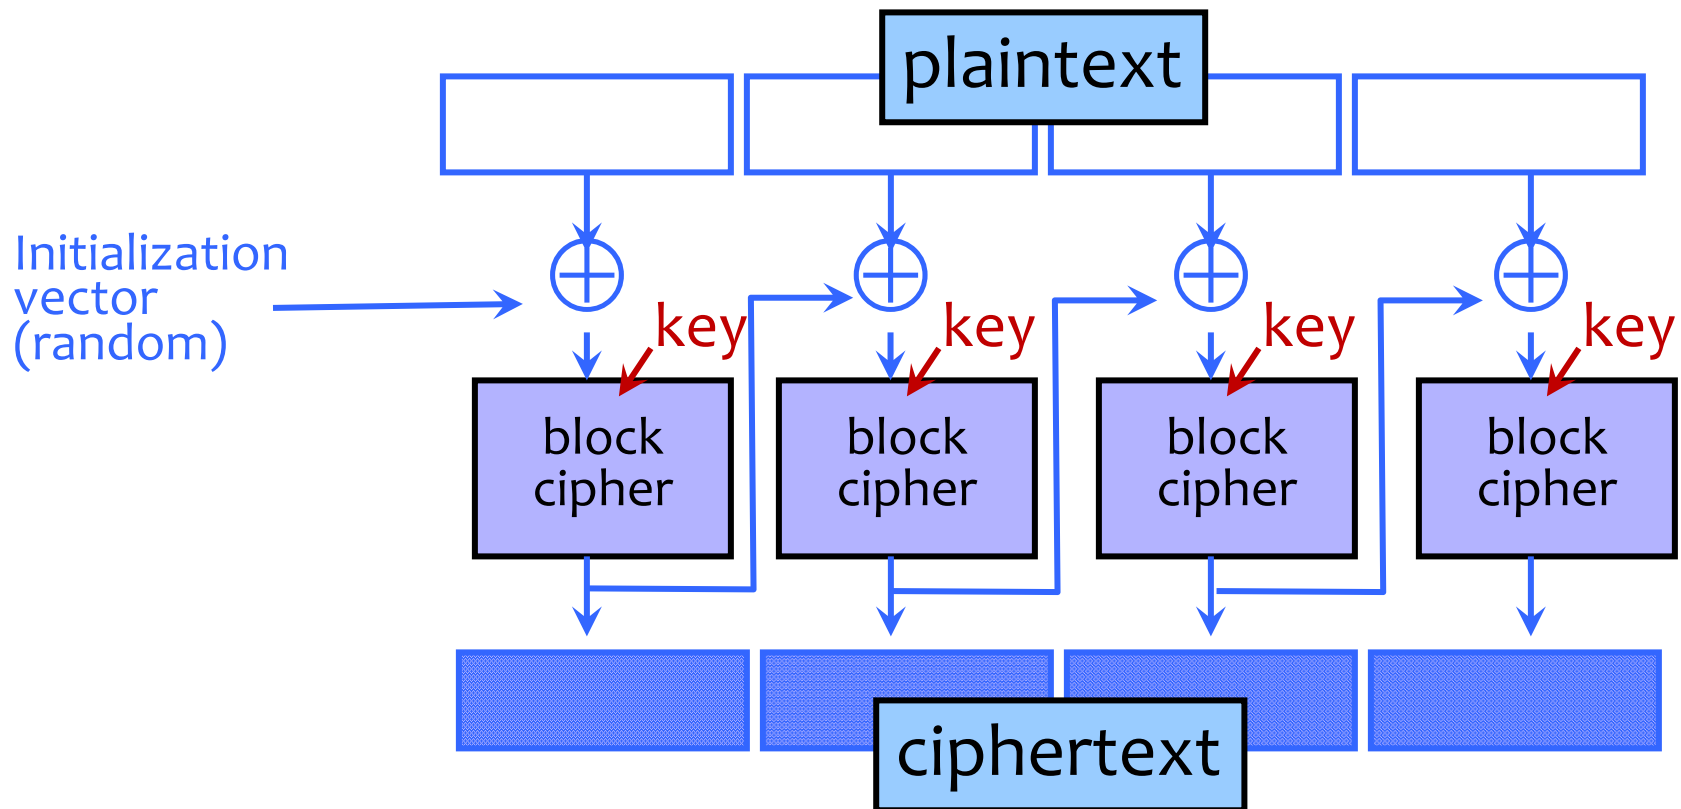 plaintext
Initialization
vector
(random)
key
key
key
key
block
cipher
block
cipher
block
cipher
block
cipher
ciphertext